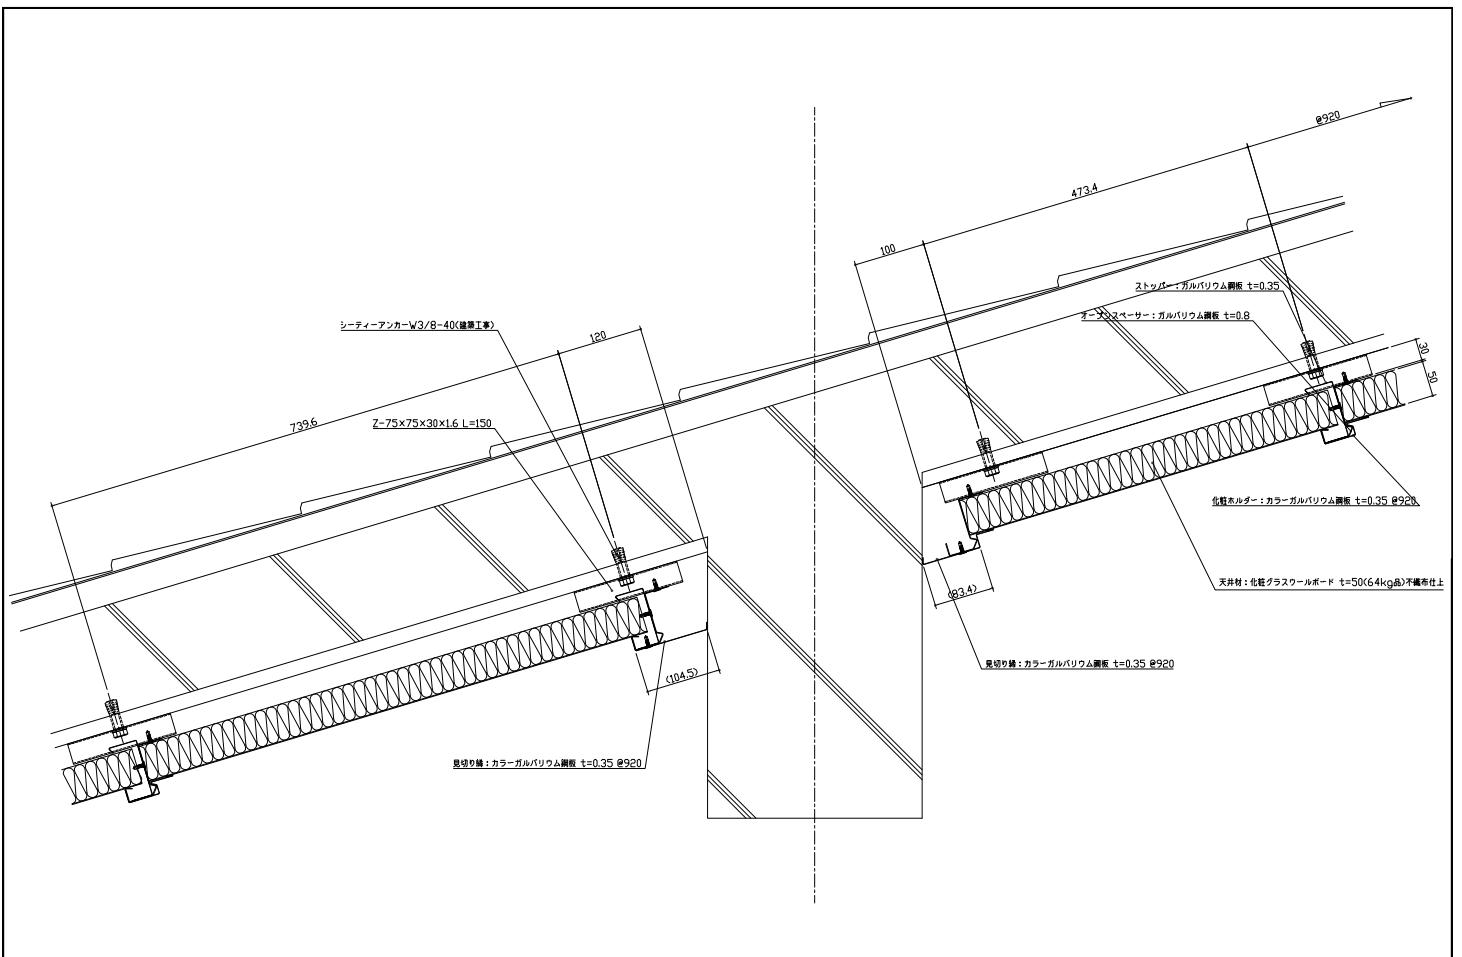 @920
473.4
100
ストッパー：ガルバリウム鋼板 t=0.35
オープンスペーサー：ガルバリウム鋼板 t=0.8
シーティーアンカーW3/8-40(建築工事)
120
30
50
739.6
Z-75×75×30×1.6 L=150
化粧ホルダー：カラーガルバリウム鋼板 t=0.35 @920
天井材：化粧グラスウールボード t=50(64kg品)不織布仕上
(83.4)
見切り縁：カラーガルバリウム鋼板 t=0.35 @920
(104.5)
見切り縁：カラーガルバリウム鋼板 t=0.35 @920